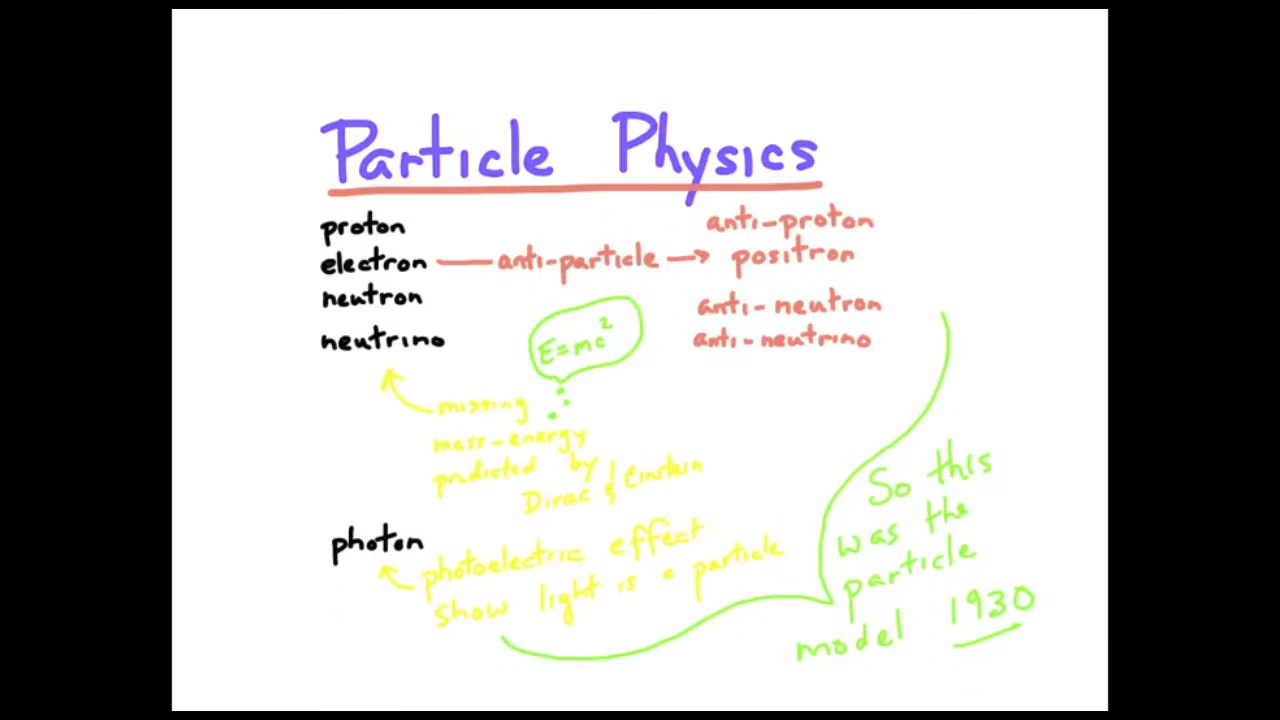 Particle Physics
proton
anti-proton
electron — anti-particle → positron
neutron
anti-neutron
neutrino
anti-neutrino
E=mc²
missing
mass-energy
predicted by
Dirac & Einstein
photon
photoelectric effect
show light is a particle
So this
was the
particle
model 1930